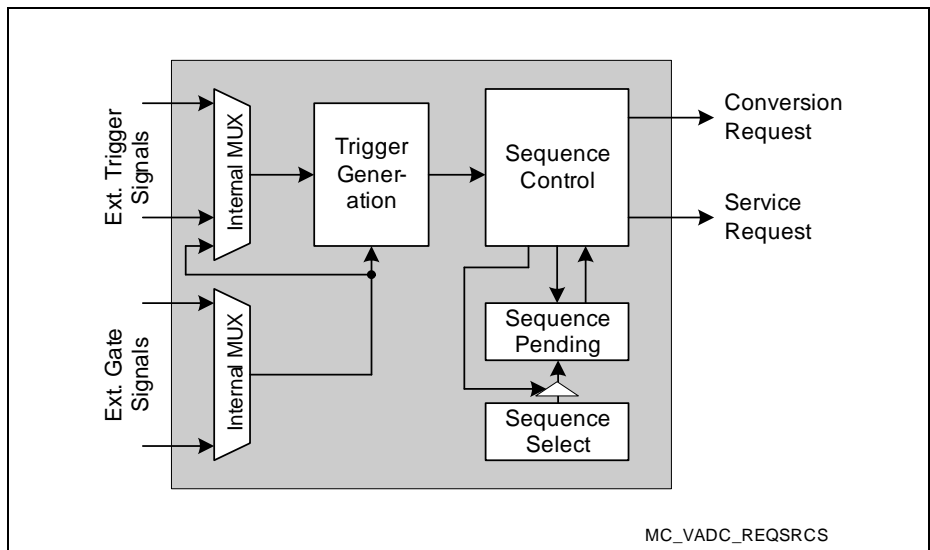 Ext. Trigger
Signals
Internal MUX
Trigger
Gener-
ation
Sequence
Control
Conversion
Request
Service
Request
Ext. Gate
Signals
Internal MUX
Sequence
Pending
Sequence
Select
MC_VADC_REQSRCS